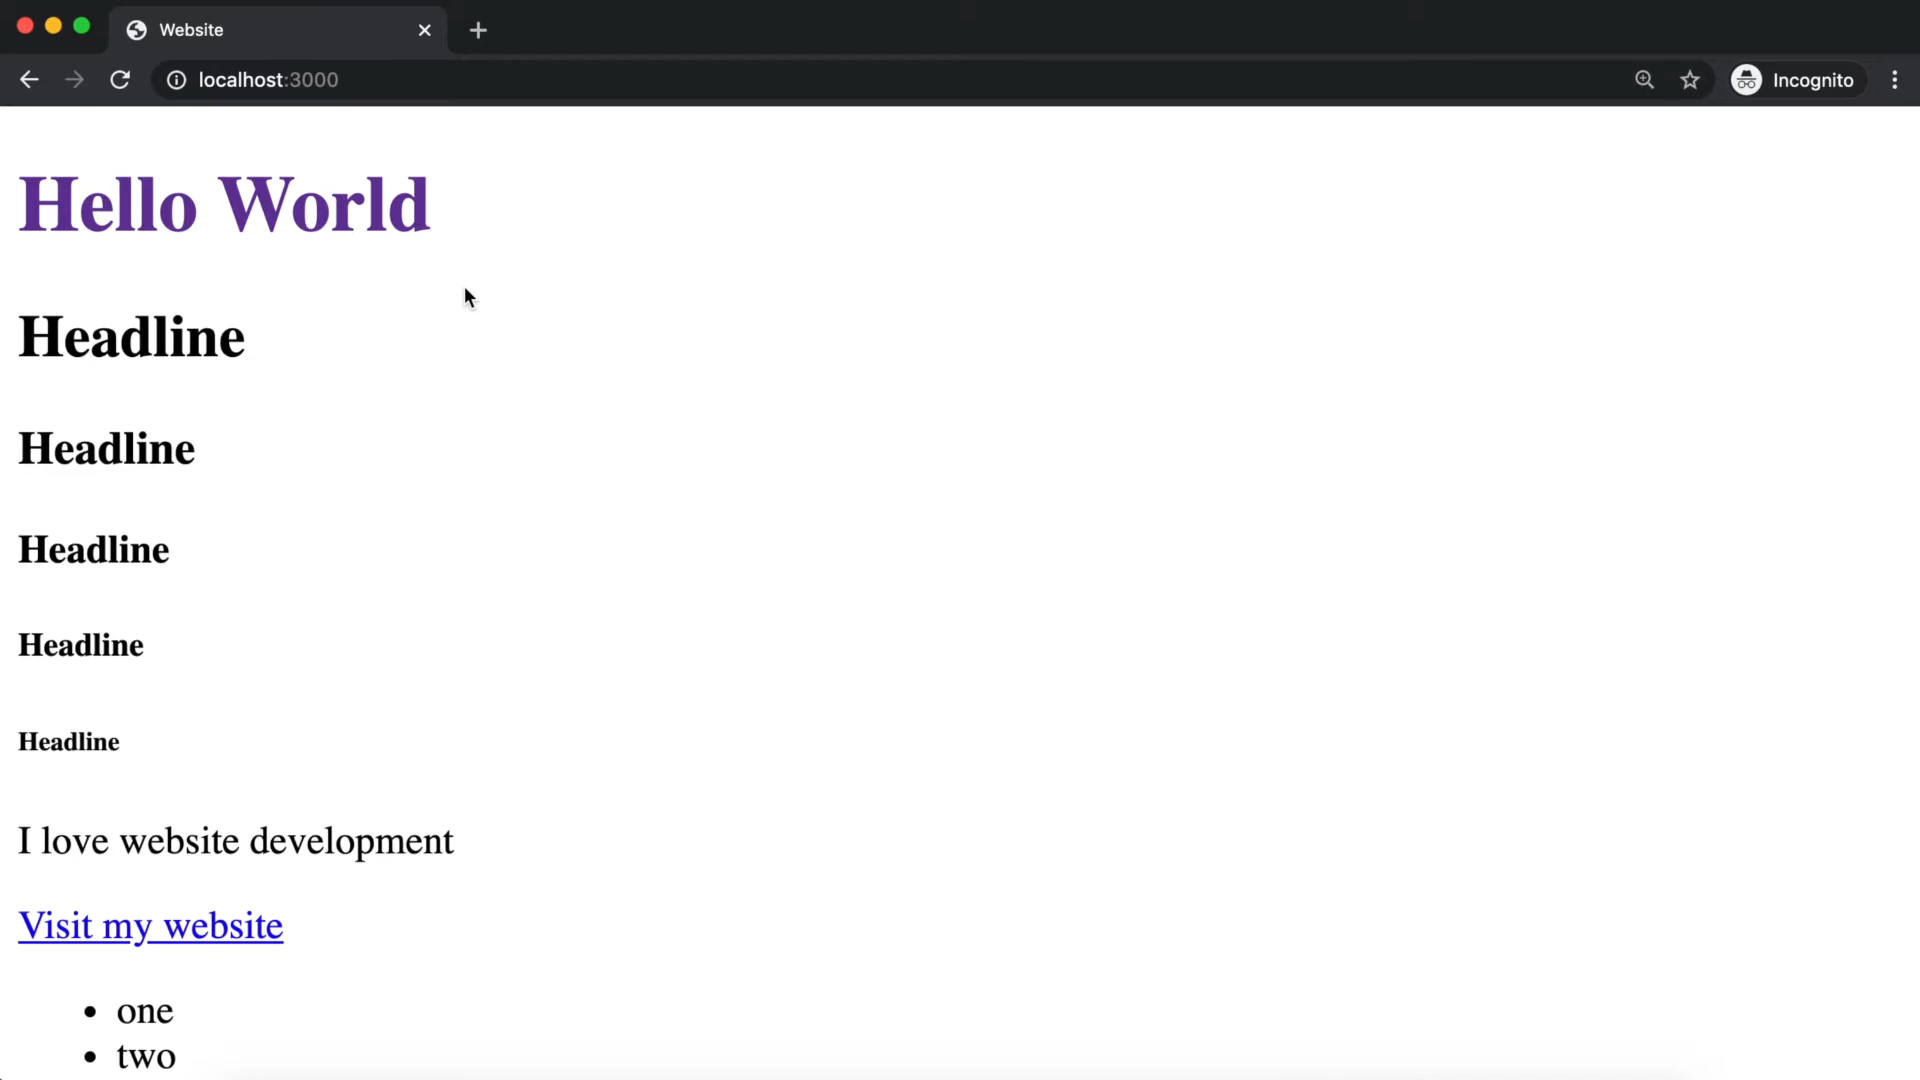 Website
localhost:3000
Incognito
Hello World
Headline
Headline
Headline
Headline
Headline
I love website development
Visit my website
• one
• two